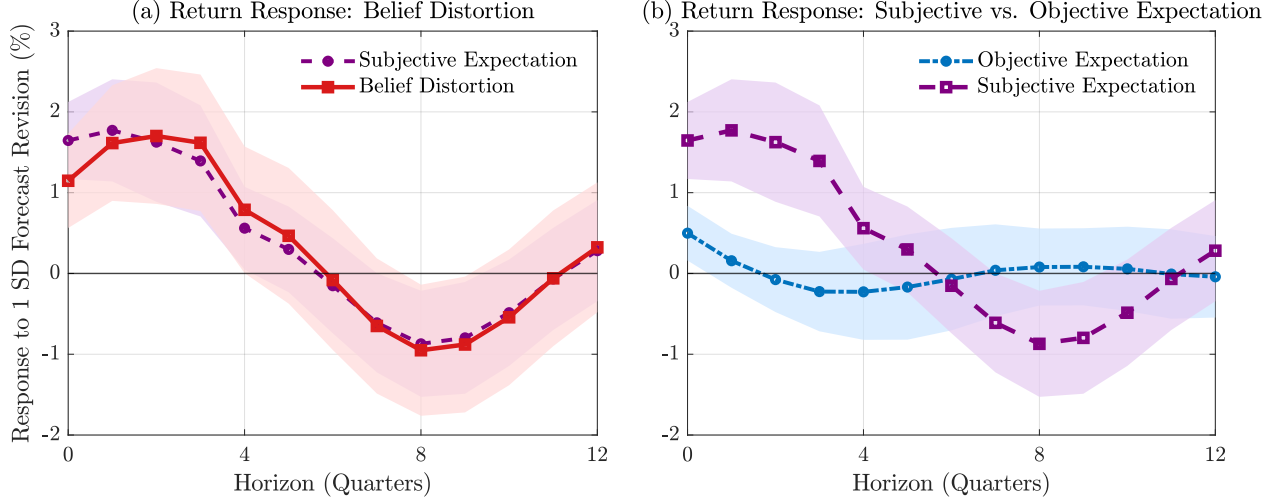 (a) Return Response: Belief Distortion
Response to 1 SD Forecast Revision (%)
3
2
1
0
-1
-2
Subjective Expectation
Belief Distortion
0
4
8
12
Horizon (Quarters)
(b) Return Response: Subjective vs. Objective Expectation
3
2
1
0
-1
-2
Objective Expectation
Subjective Expectation
0
4
8
12
Horizon (Quarters)